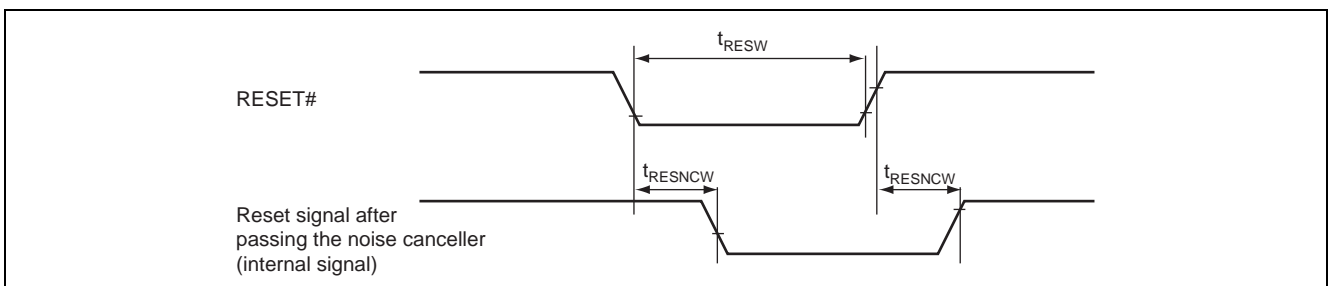 tRESW
RESET#
tRESNCW
tRESNCW
Reset signal after
passing the noise canceller
(internal signal)